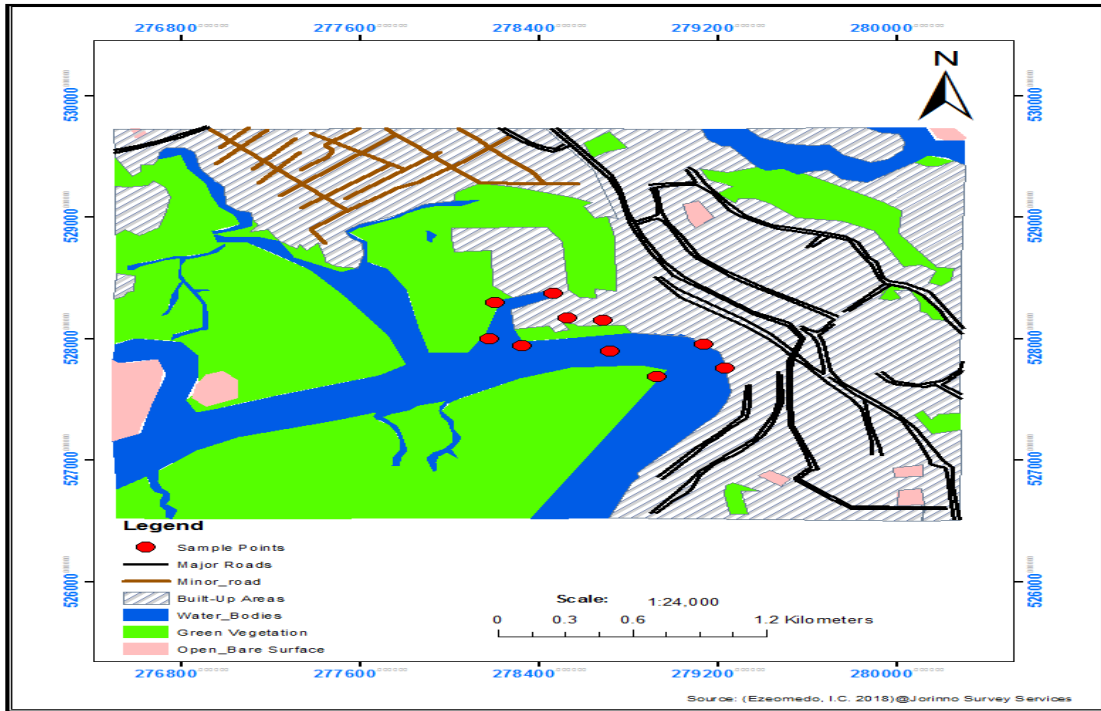 276800 277600 278400 279200 280000
N
530000 530000
529000 529000
528000 528000
527000 527000
526000 526000
Legend
Sample Points
Major Roads
Minor_road
Built-Up Areas
Water_Bodies
Green Vegetation
Open_Bare Surface
Scale: 1:24,000
0 0.3 0.6 1.2 Kilometers
276800 277600 278400 279200 280000
Source: (Ezeomedo, I.C. 2018)@Jorinno Survey Services